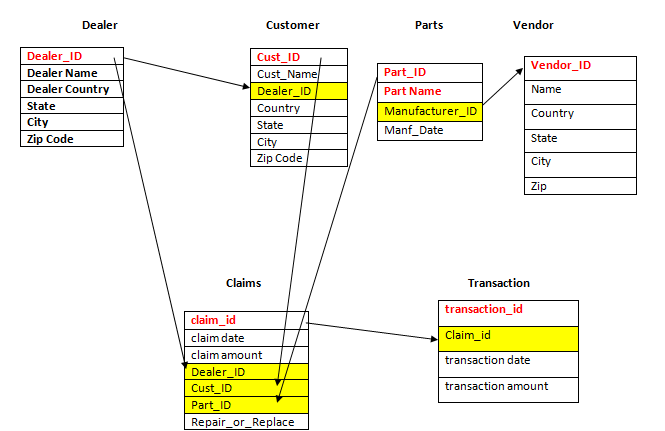 Dealer
Customer
Parts
Vendor
Dealer_ID
Dealer Name
Dealer Country
State
City
Zip Code
Cust_ID
Cust_Name
Dealer_ID
Country
State
City
Zip Code
Part_ID
Part Name
Manufacturer_ID
Manf_Date
Vendor_ID
Name
Country
State
City
Zip
Claims
Transaction
claim_id
claim date
claim amount
Dealer_ID
Cust_ID
Part_ID
Repair_or_Replace
transaction_id
Claim_id
transaction date
transaction amount